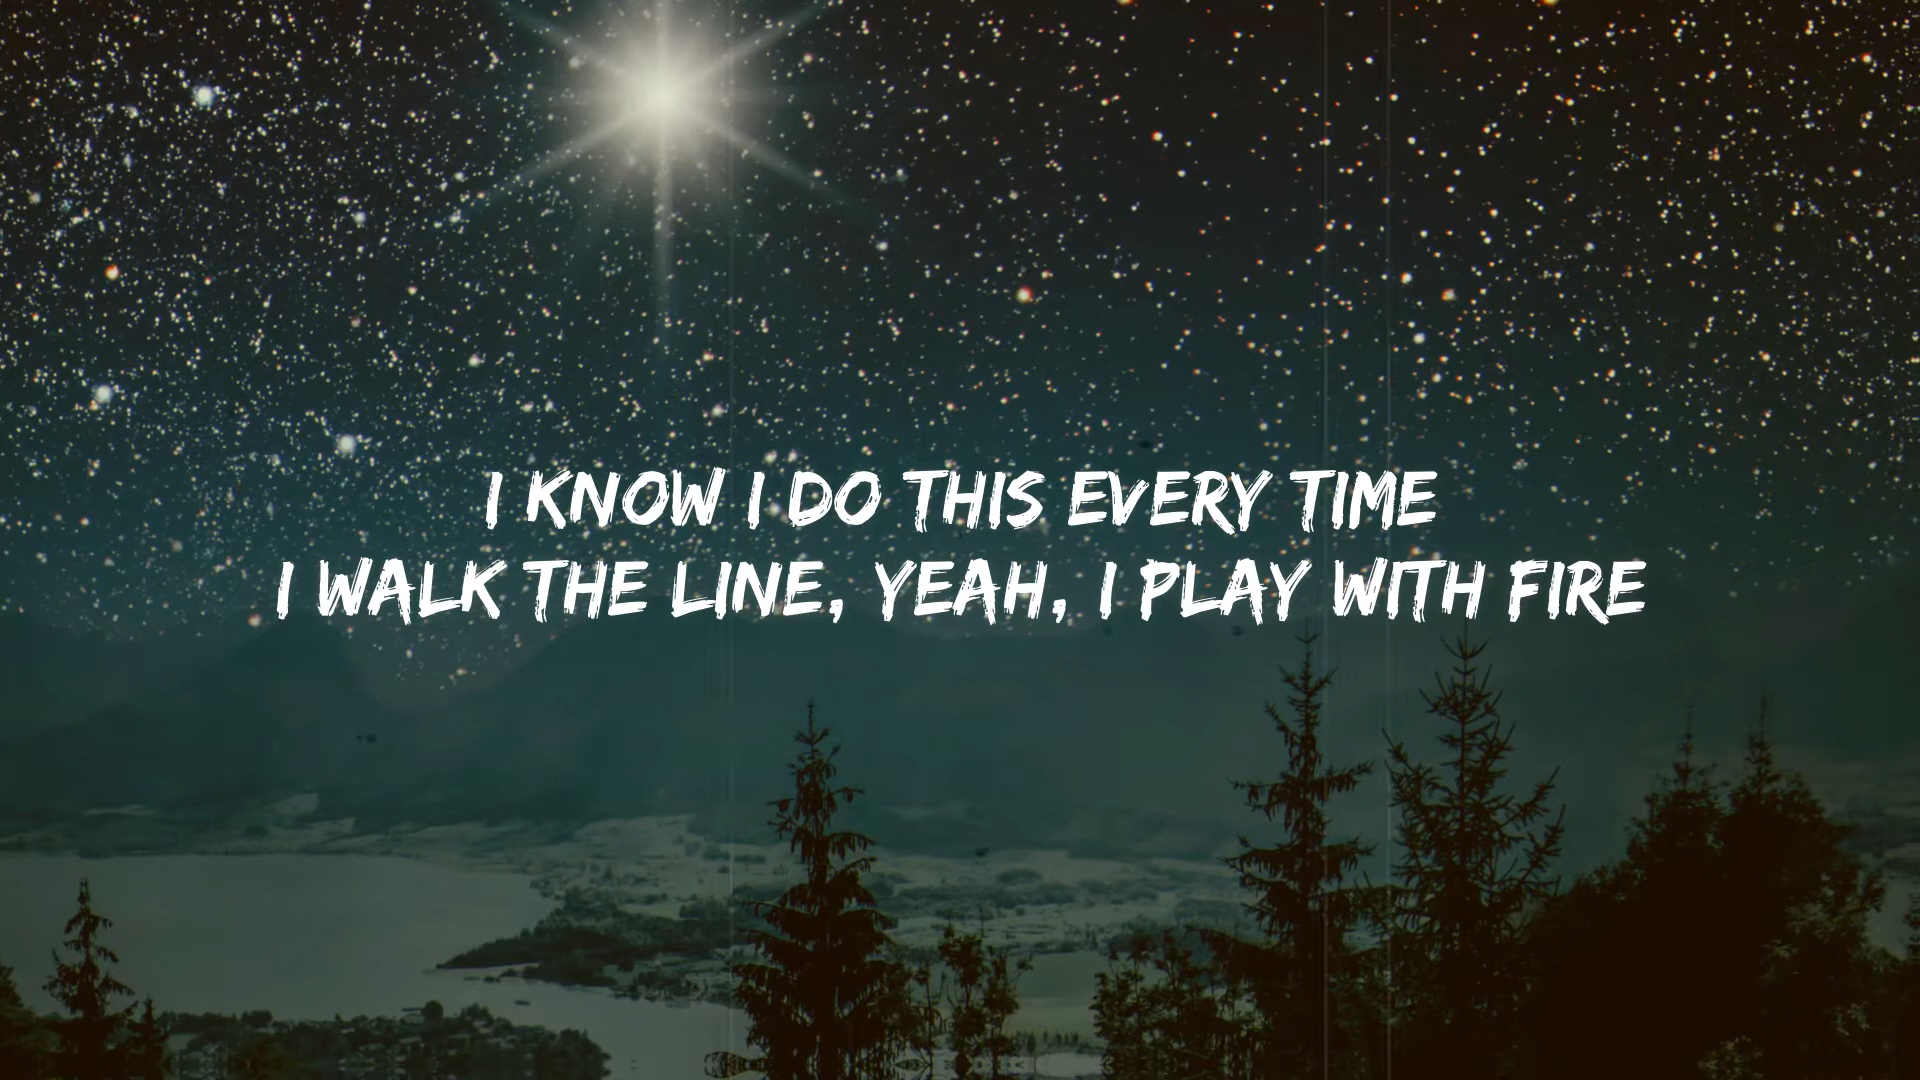 I KNOW I DO THIS EVERY TIME
I WALK THE LINE, YEAH, I PLAY WITH FIRE